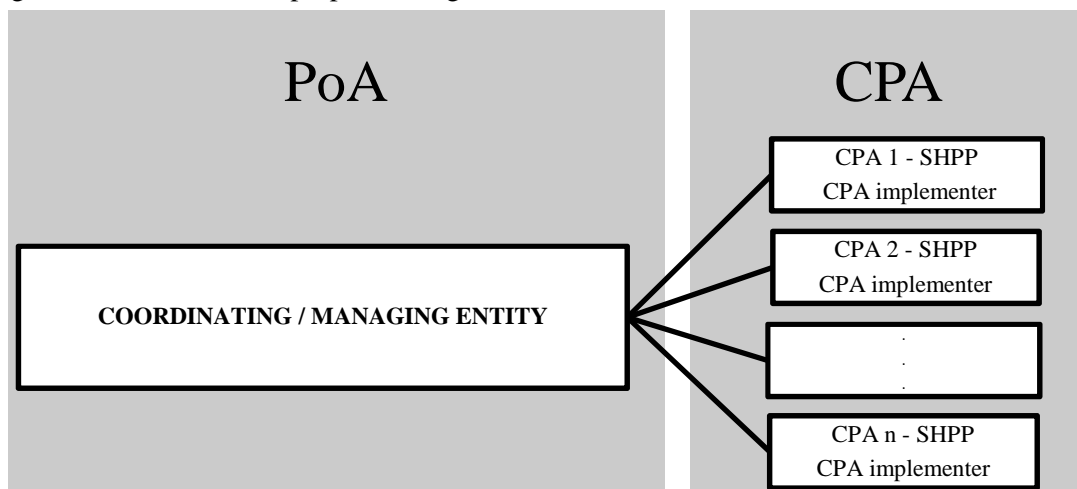 PoA
CPA
CPA 1 - SHPP
CPA implementer
CPA 2 - SHPP
CPA implementer
COORDINATING / MANAGING ENTITY
.
.
.
CPA n - SHPP
CPA implementer